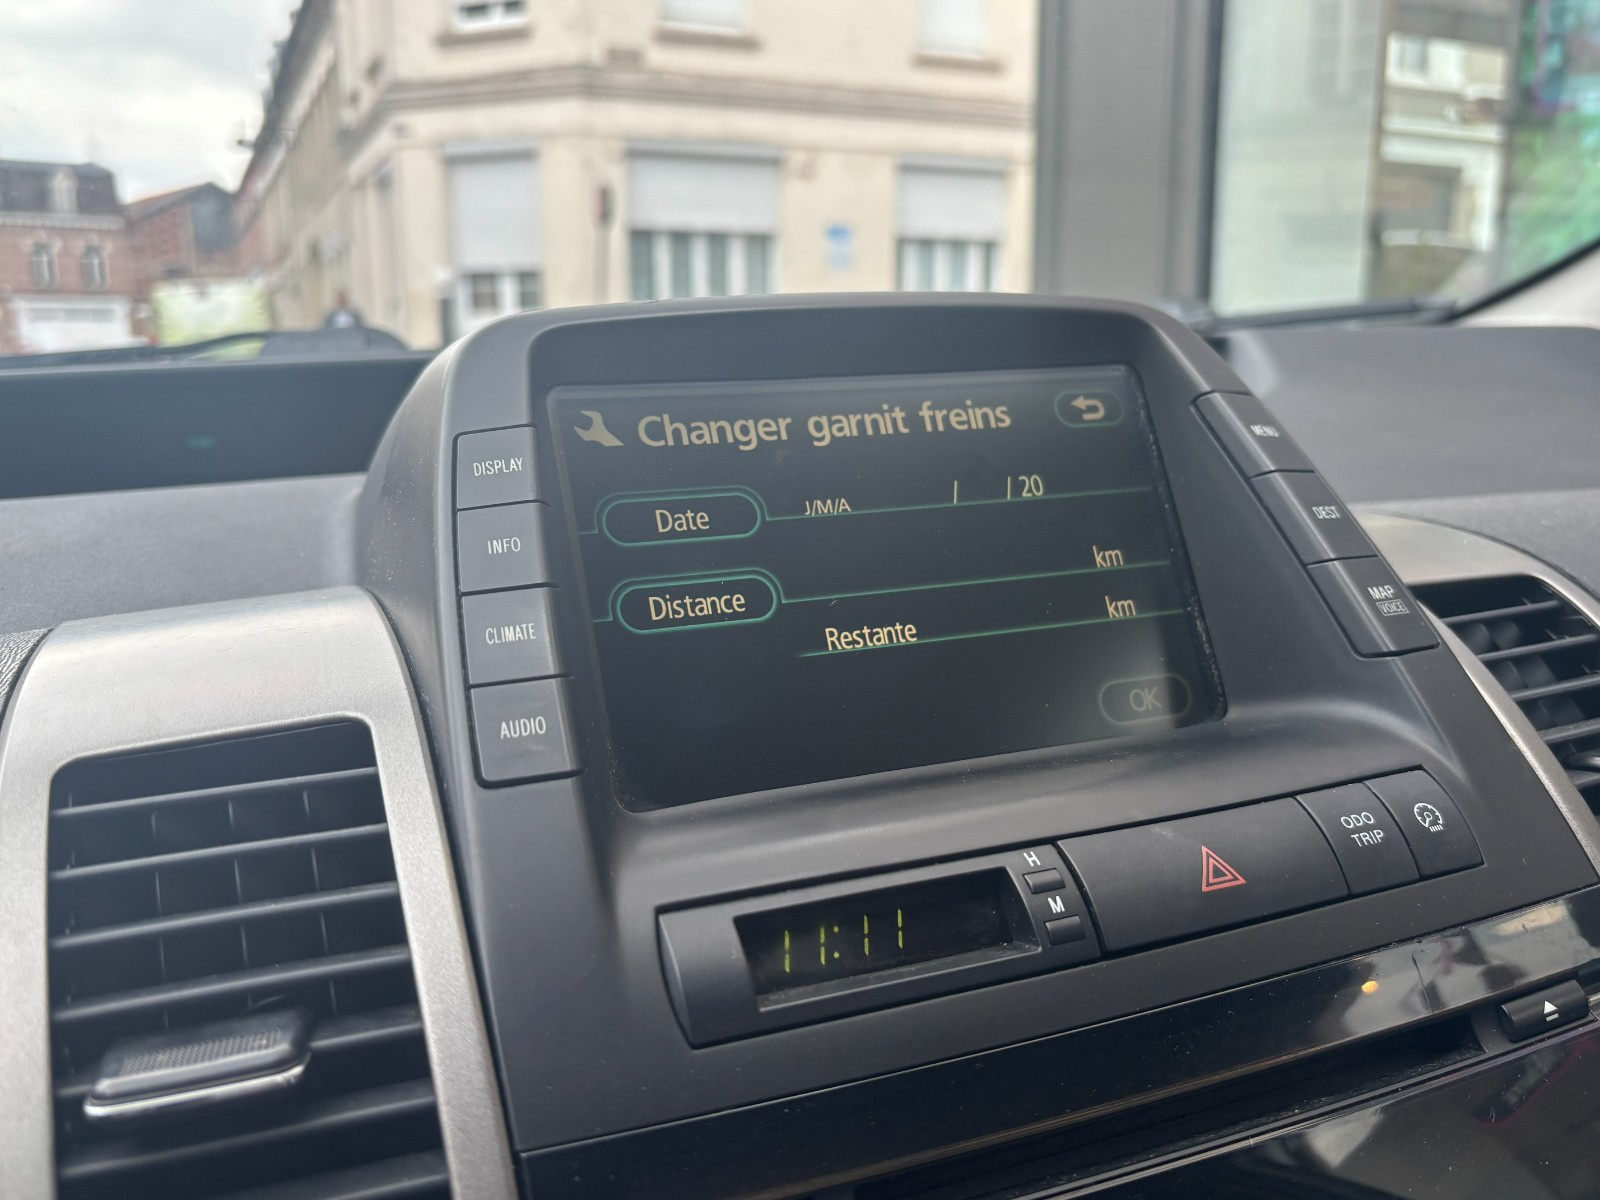 Changer garnit freins
DISPLAY
MENU
Date
J/M/A / / 20
INFO
DEST
km
Distance
km
Restante
CLIMATE
MAP
VOICE
OK
AUDIO
ODO
TRIP
H
M
11:11